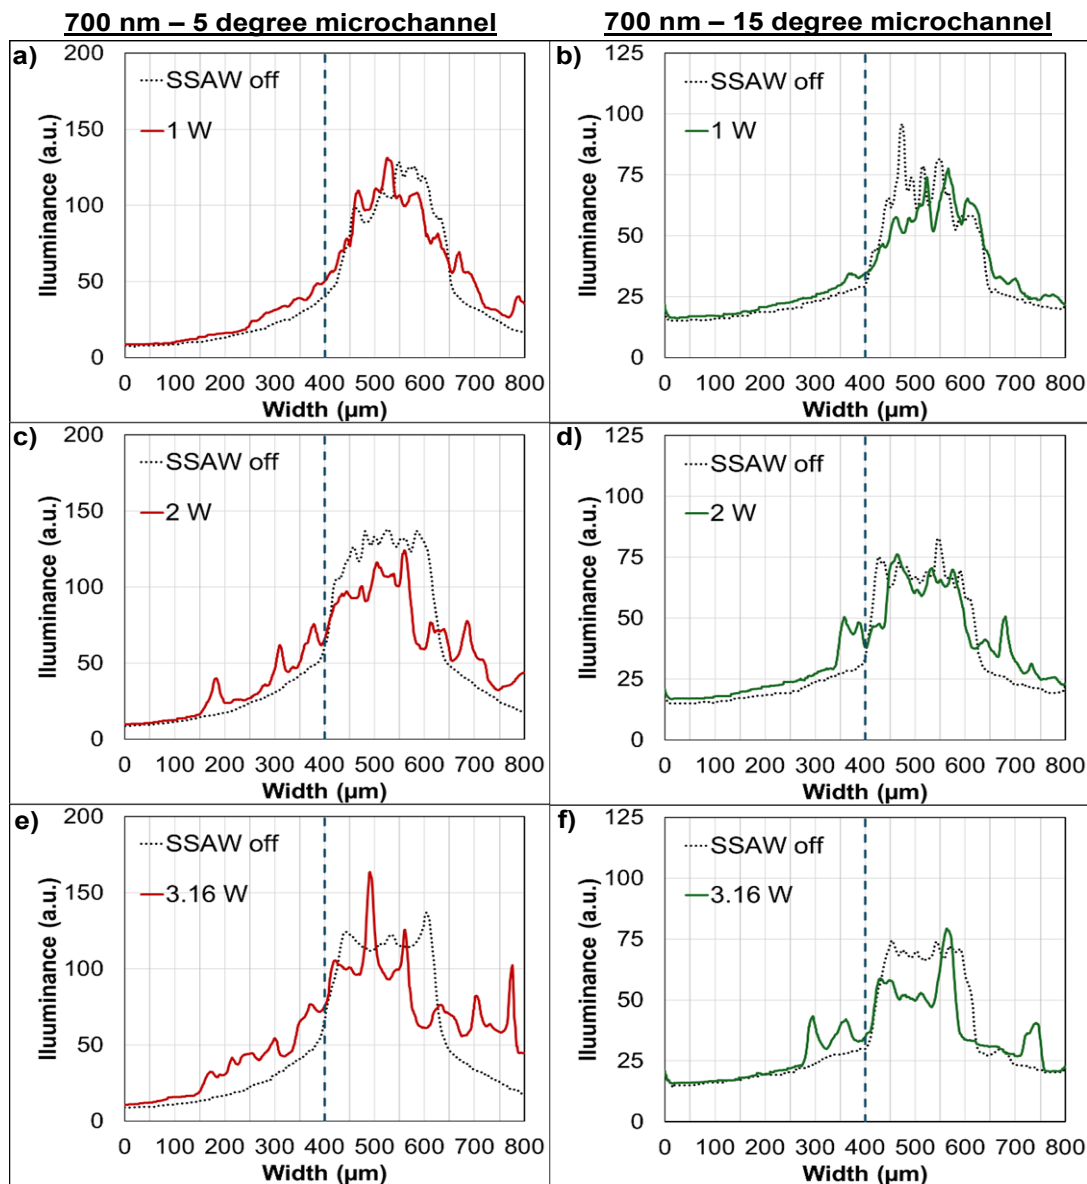 700 nm – 5 degree microchannel
700 nm – 15 degree microchannel
a)
200
150
100
50
0
Iluuminance (a.u.)
SSAW off
1 W
0 100 200 300 400 500 600 700 800
Width (µm)
b)
125
100
75
50
25
0
Iluuminance (a.u.)
SSAW off
1 W
0 100 200 300 400 500 600 700 800
Width (µm)
c)
200
150
100
50
0
Iluuminance (a.u.)
SSAW off
2 W
0 100 200 300 400 500 600 700 800
Width (µm)
d)
125
100
75
50
25
0
Iluuminance (a.u.)
SSAW off
2 W
0 100 200 300 400 500 600 700 800
Width (µm)
e)
200
150
100
50
0
Iluuminance (a.u.)
SSAW off
3.16 W
0 100 200 300 400 500 600 700 800
Width (µm)
f)
125
100
75
50
25
0
Iluuminance (a.u.)
SSAW off
3.16 W
0 100 200 300 400 500 600 700 800
Width (µm)